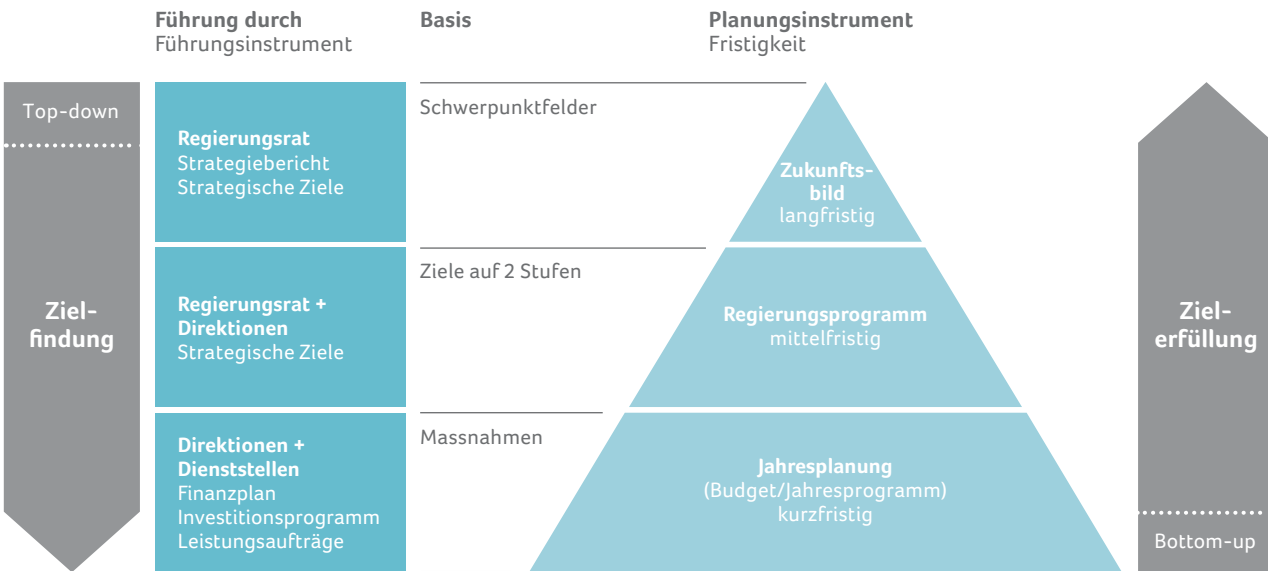 Führung durch
Führungsinstrument
Basis
Planungsinstrument
Fristigkeit
Top-down
Ziel-
findung
Regierungsrat
Strategiebericht
Strategische Ziele
Schwerpunktfelder
Zukunfts-
bild
langfristig
Regierungsrat +
Direktionen
Strategische Ziele
Ziele auf 2 Stufen
Regierungsprogramm
mittelfristig
Direktionen +
Dienststellen
Finanzplan
Investitionsprogramm
Leistungsaufträge
Massnahmen
Jahresplanung
(Budget/Jahresprogramm)
kurzfristig
Ziel-
erfüllung
Bottom-up